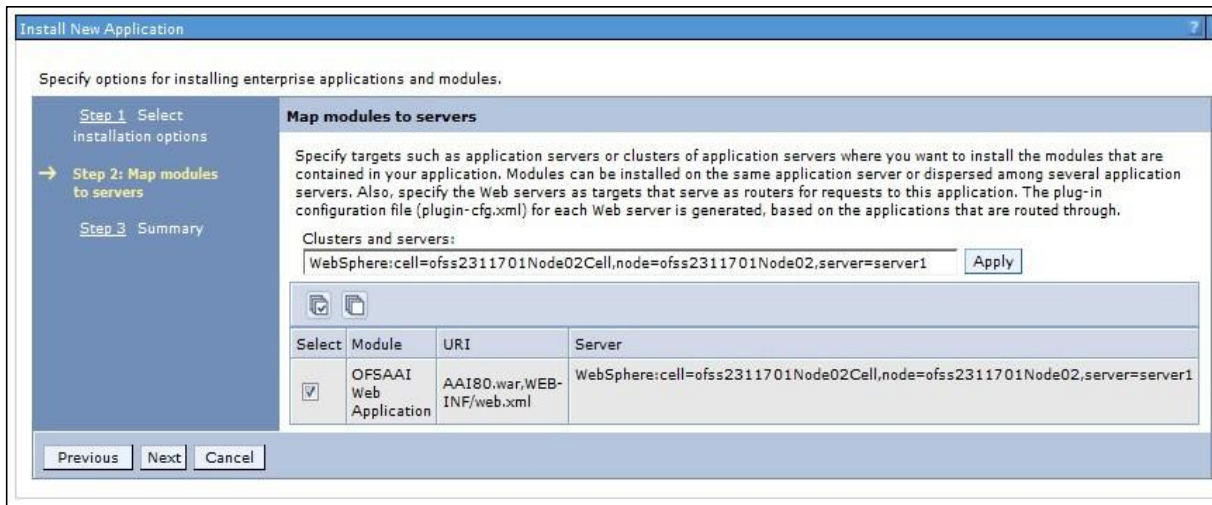 Install New Application
?
Specify options for installing enterprise applications and modules.
Step 1 Select
installation options
→ Step 2: Map modules
to servers
Step 3 Summary
Map modules to servers
Specify targets such as application servers or clusters of application servers where you want to install the modules that are
contained in your application. Modules can be installed on the same application server or dispersed among several application
servers. Also, specify the Web servers as targets that serve as routers for requests to this application. The plug-in
configuration file (plugin-cfg.xml) for each Web server is generated, based on the applications that are routed through.
Clusters and servers:
WebSphere:cell=ofss2311701Node02Cell,node=ofss2311701Node02,server=server1 Apply
Select Module URI Server
OFSAAI
Web
Application
AAI80.war,WEB-
INF/web.xml
WebSphere:cell=ofss2311701Node02Cell,node=ofss2311701Node02,server=server1
Previous Next Cancel